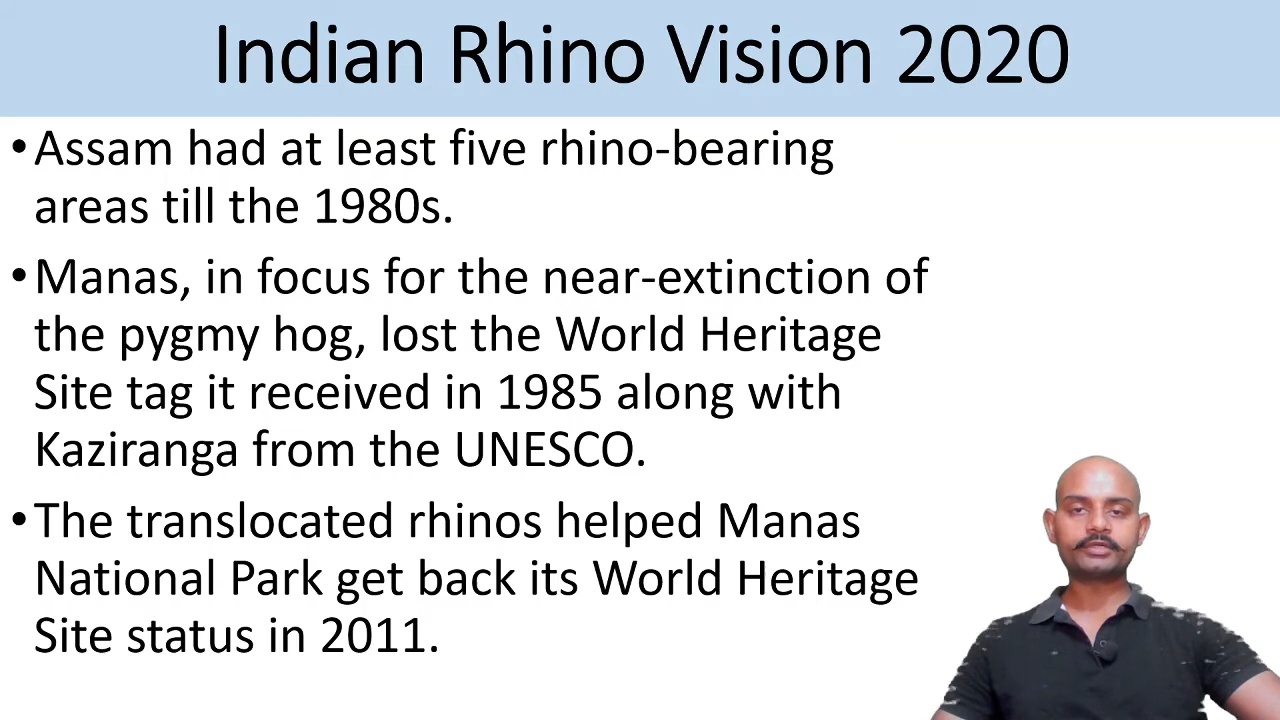 Indian Rhino Vision 2020
•Assam had at least five rhino-bearing
areas till the 1980s.
•Manas, in focus for the near-extinction of
the pygmy hog, lost the World Heritage
Site tag it received in 1985 along with
Kaziranga from the UNESCO.
•The translocated rhinos helped Manas
National Park get back its World Heritage
Site status in 2011.